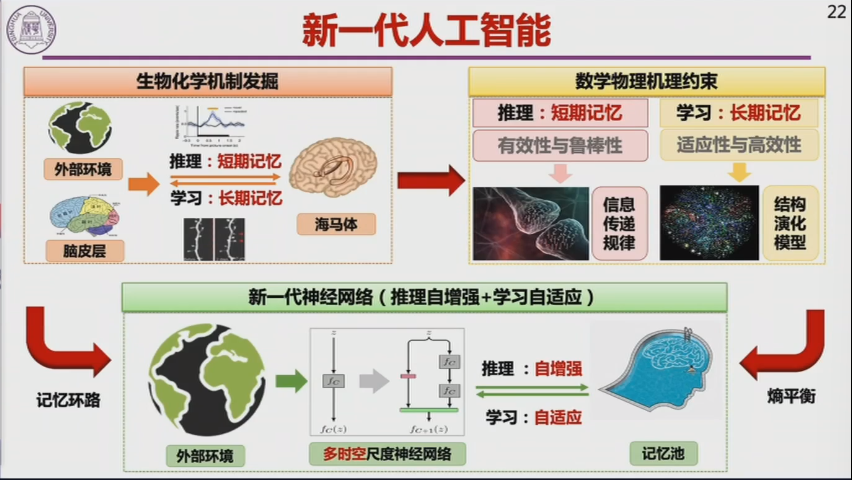 22
新一代人工智能
生物化学机制发掘
外部环境
脑皮层
推理：短期记忆
学习：长期记忆
海马体
数学物理机理约束
推理：短期记忆
学习：长期记忆
有效性与鲁棒性
适应性与高效性
信息
传递
规律
结构
演化
模型
新一代神经网络（推理自增强+学习自适应）
记忆环路
熵平衡
外部环境
z
fC
fC(z)
z
fC
fC
fC+1(z)
多时空尺度神经网络
推理 ：自增强
学习：自适应
记忆池